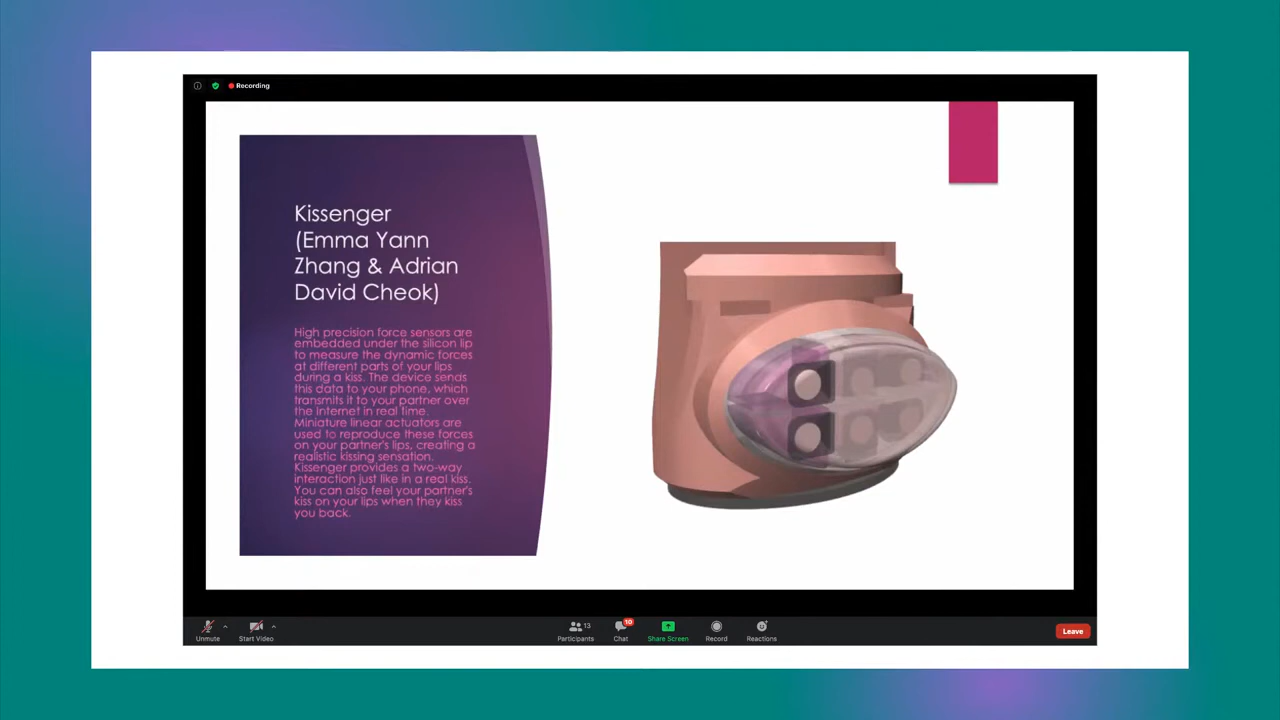 Recording
Kissenger
(Emma Yann
Zhang & Adrian
David Cheok)
High precision force sensors are
embedded under the silicon lip
to measure the dynamic forces
at different parts of your lips
during a kiss. The device sends
this data to your phone, which
transmits it to your partner over
the internet in real time.
Miniature linear actuators are
used to reproduce these forces
on your partner's lips, creating a
realistic kissing sensation.
Kissenger provides a two-way
interaction just like in a real kiss.
You can also feel your partner's
kiss on your lips when they kiss
you back.
Unmute
Start Video
13
Participants
10
Chat
Share Screen
Record
Reactions
Leave